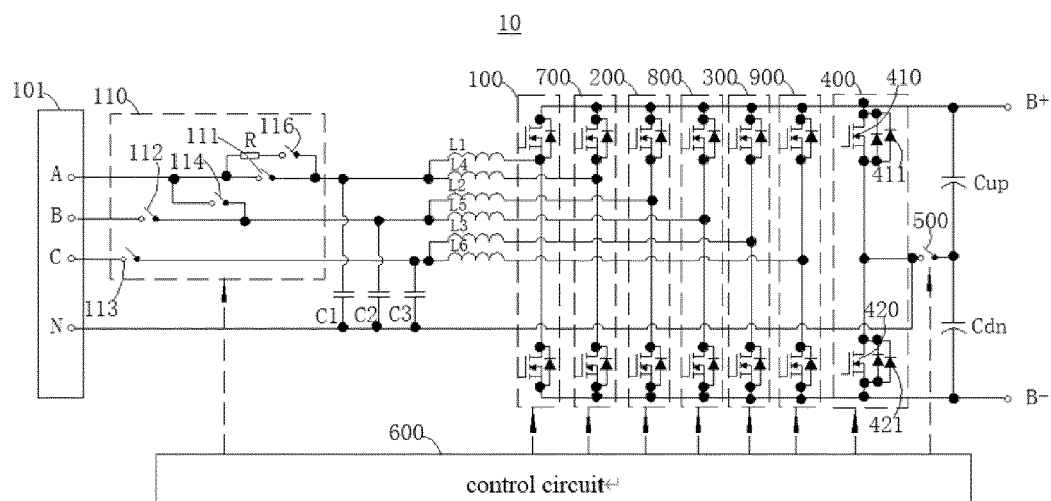 10
101
110
111
116
R
112
114
A
B
C
N
113
C1
C2
C3
L1
L4
L2
L5
L3
L6
100
700
200
800
300
900
400
410
411
B+
Cup
500
Cdn
420
421
B-
600
control circuit↵